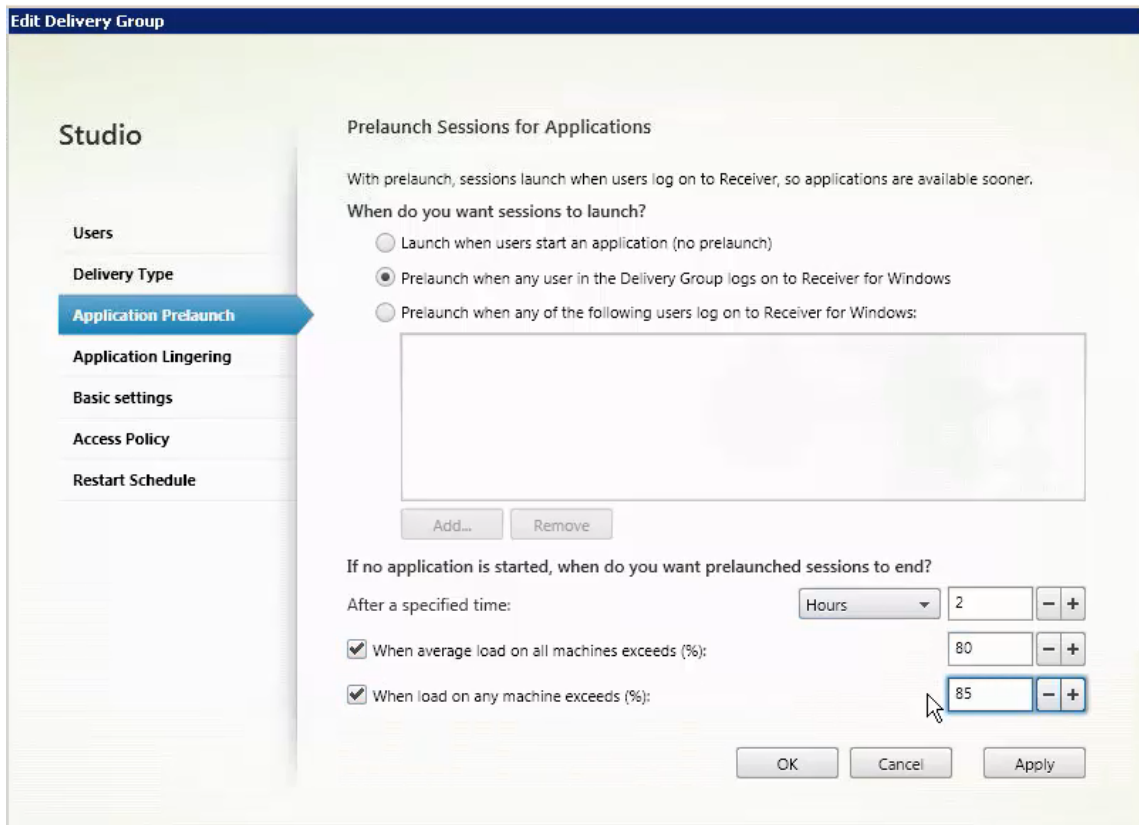 Edit Delivery Group
Studio
Users
Delivery Type
Application Prelaunch
Application Lingering
Basic settings
Access Policy
Restart Schedule
Prelaunch Sessions for Applications
With prelaunch, sessions launch when users log on to Receiver, so applications are available sooner.
When do you want sessions to launch?
Launch when users start an application (no prelaunch)
Prelaunch when any user in the Delivery Group logs on to Receiver for Windows
Prelaunch when any of the following users log on to Receiver for Windows:
Add... Remove
If no application is started, when do you want prelaunched sessions to end?
After a specified time: Hours 2 − +
When average load on all machines exceeds (%): 80 − +
When load on any machine exceeds (%): 85 − +
OK Cancel Apply